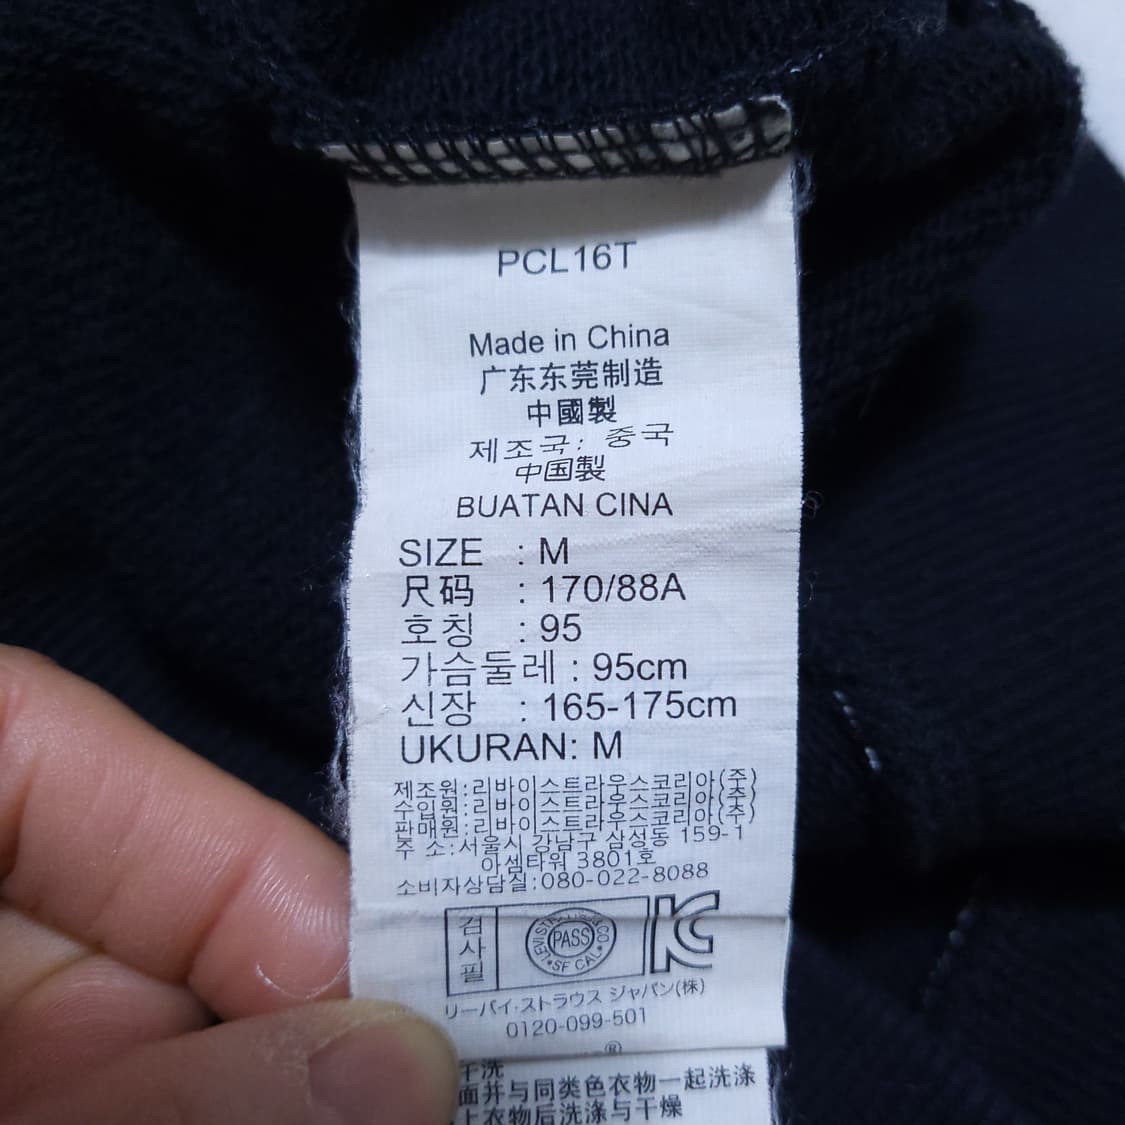 PCL16T
Made in China
广东东莞制造
中國製
제조국: 중국
中国製
BUATAN CINA
SIZE : M
尺码 : 170/88A
호칭 : 95
가슴둘레 : 95cm
신장 : 165-175cm
UKURAN: M
제조원:리바이스트라우스코리아(주)
수입원:리바이스트라우스코리아(주)
판매원:리바이스트라우스코리아(주)
주 소:서울시 강남구 삼성동 159-1
아셈타워 3801호
소비자상담실:080-022-8088
검사필
LEVI STRAUSS&CO
PASS
SF CAL
KC
リーバイ·ストラウス ジャパン(株)
0120-099-501
®
干洗
面并与同类色衣物一起洗涤
上衣物后洗涤与干燥